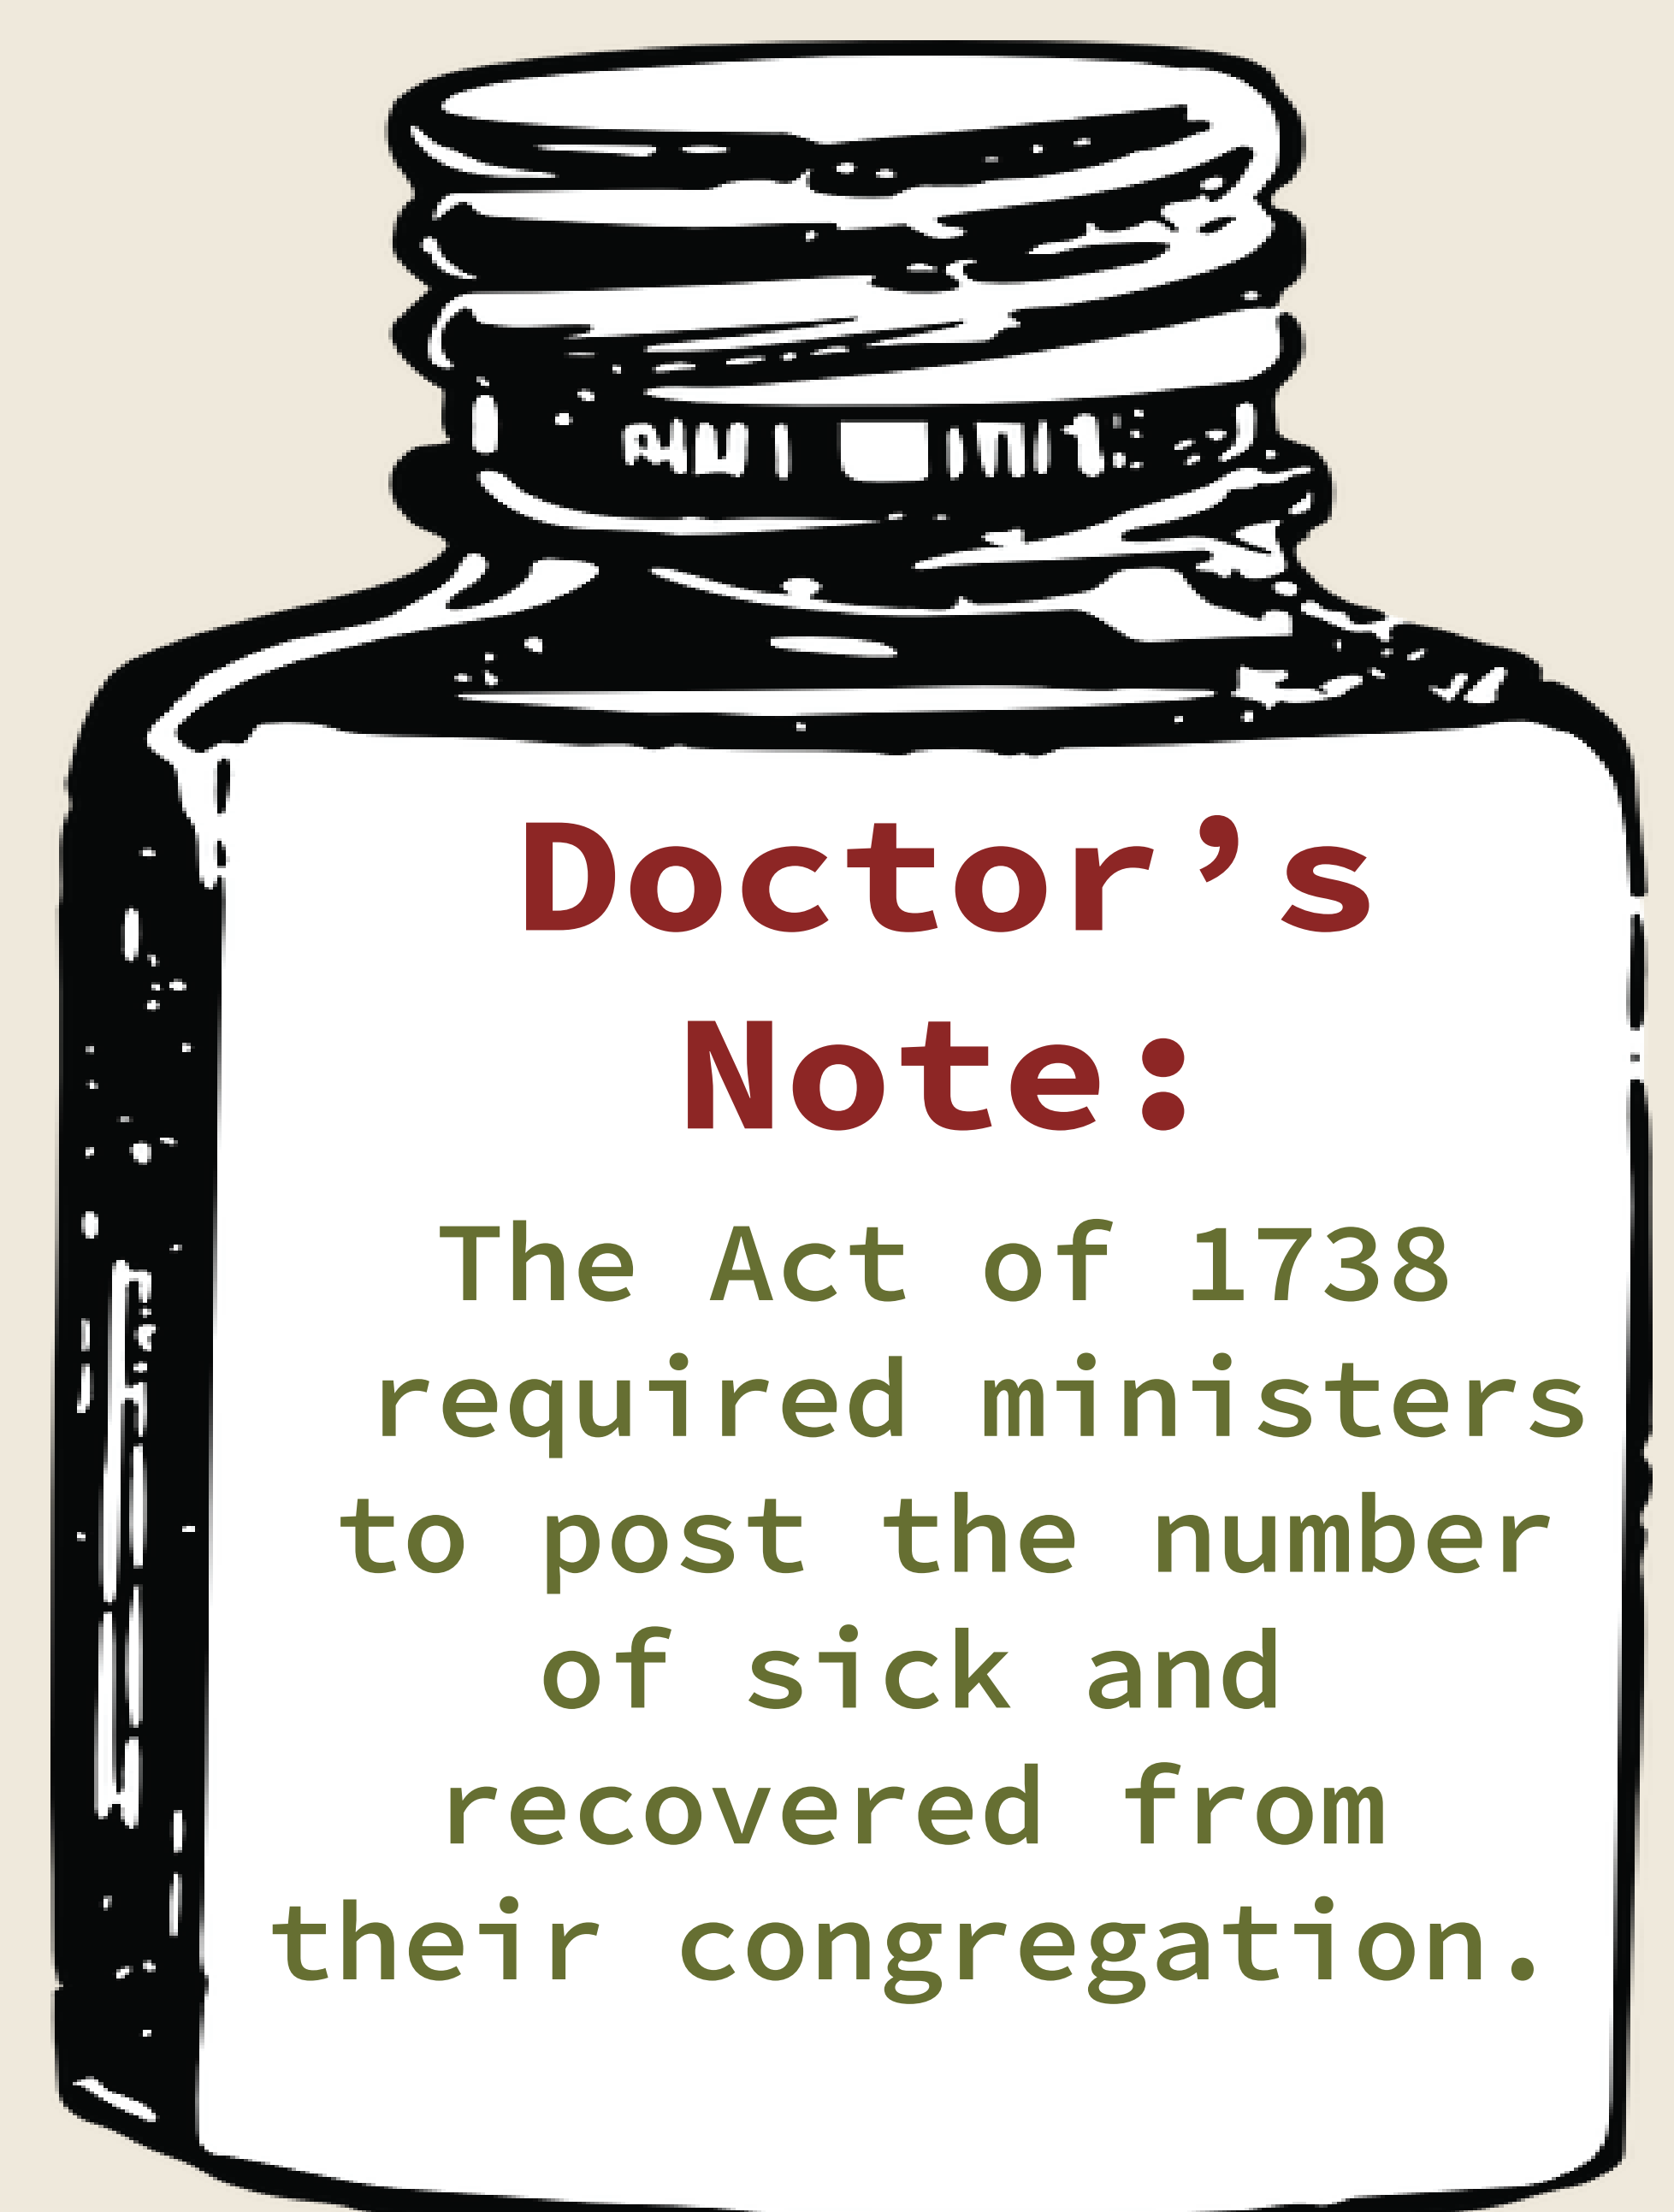 Doctor’s
Note:
The Act of 1738
required ministers
to post the number
of sick and
recovered from
their congregation.